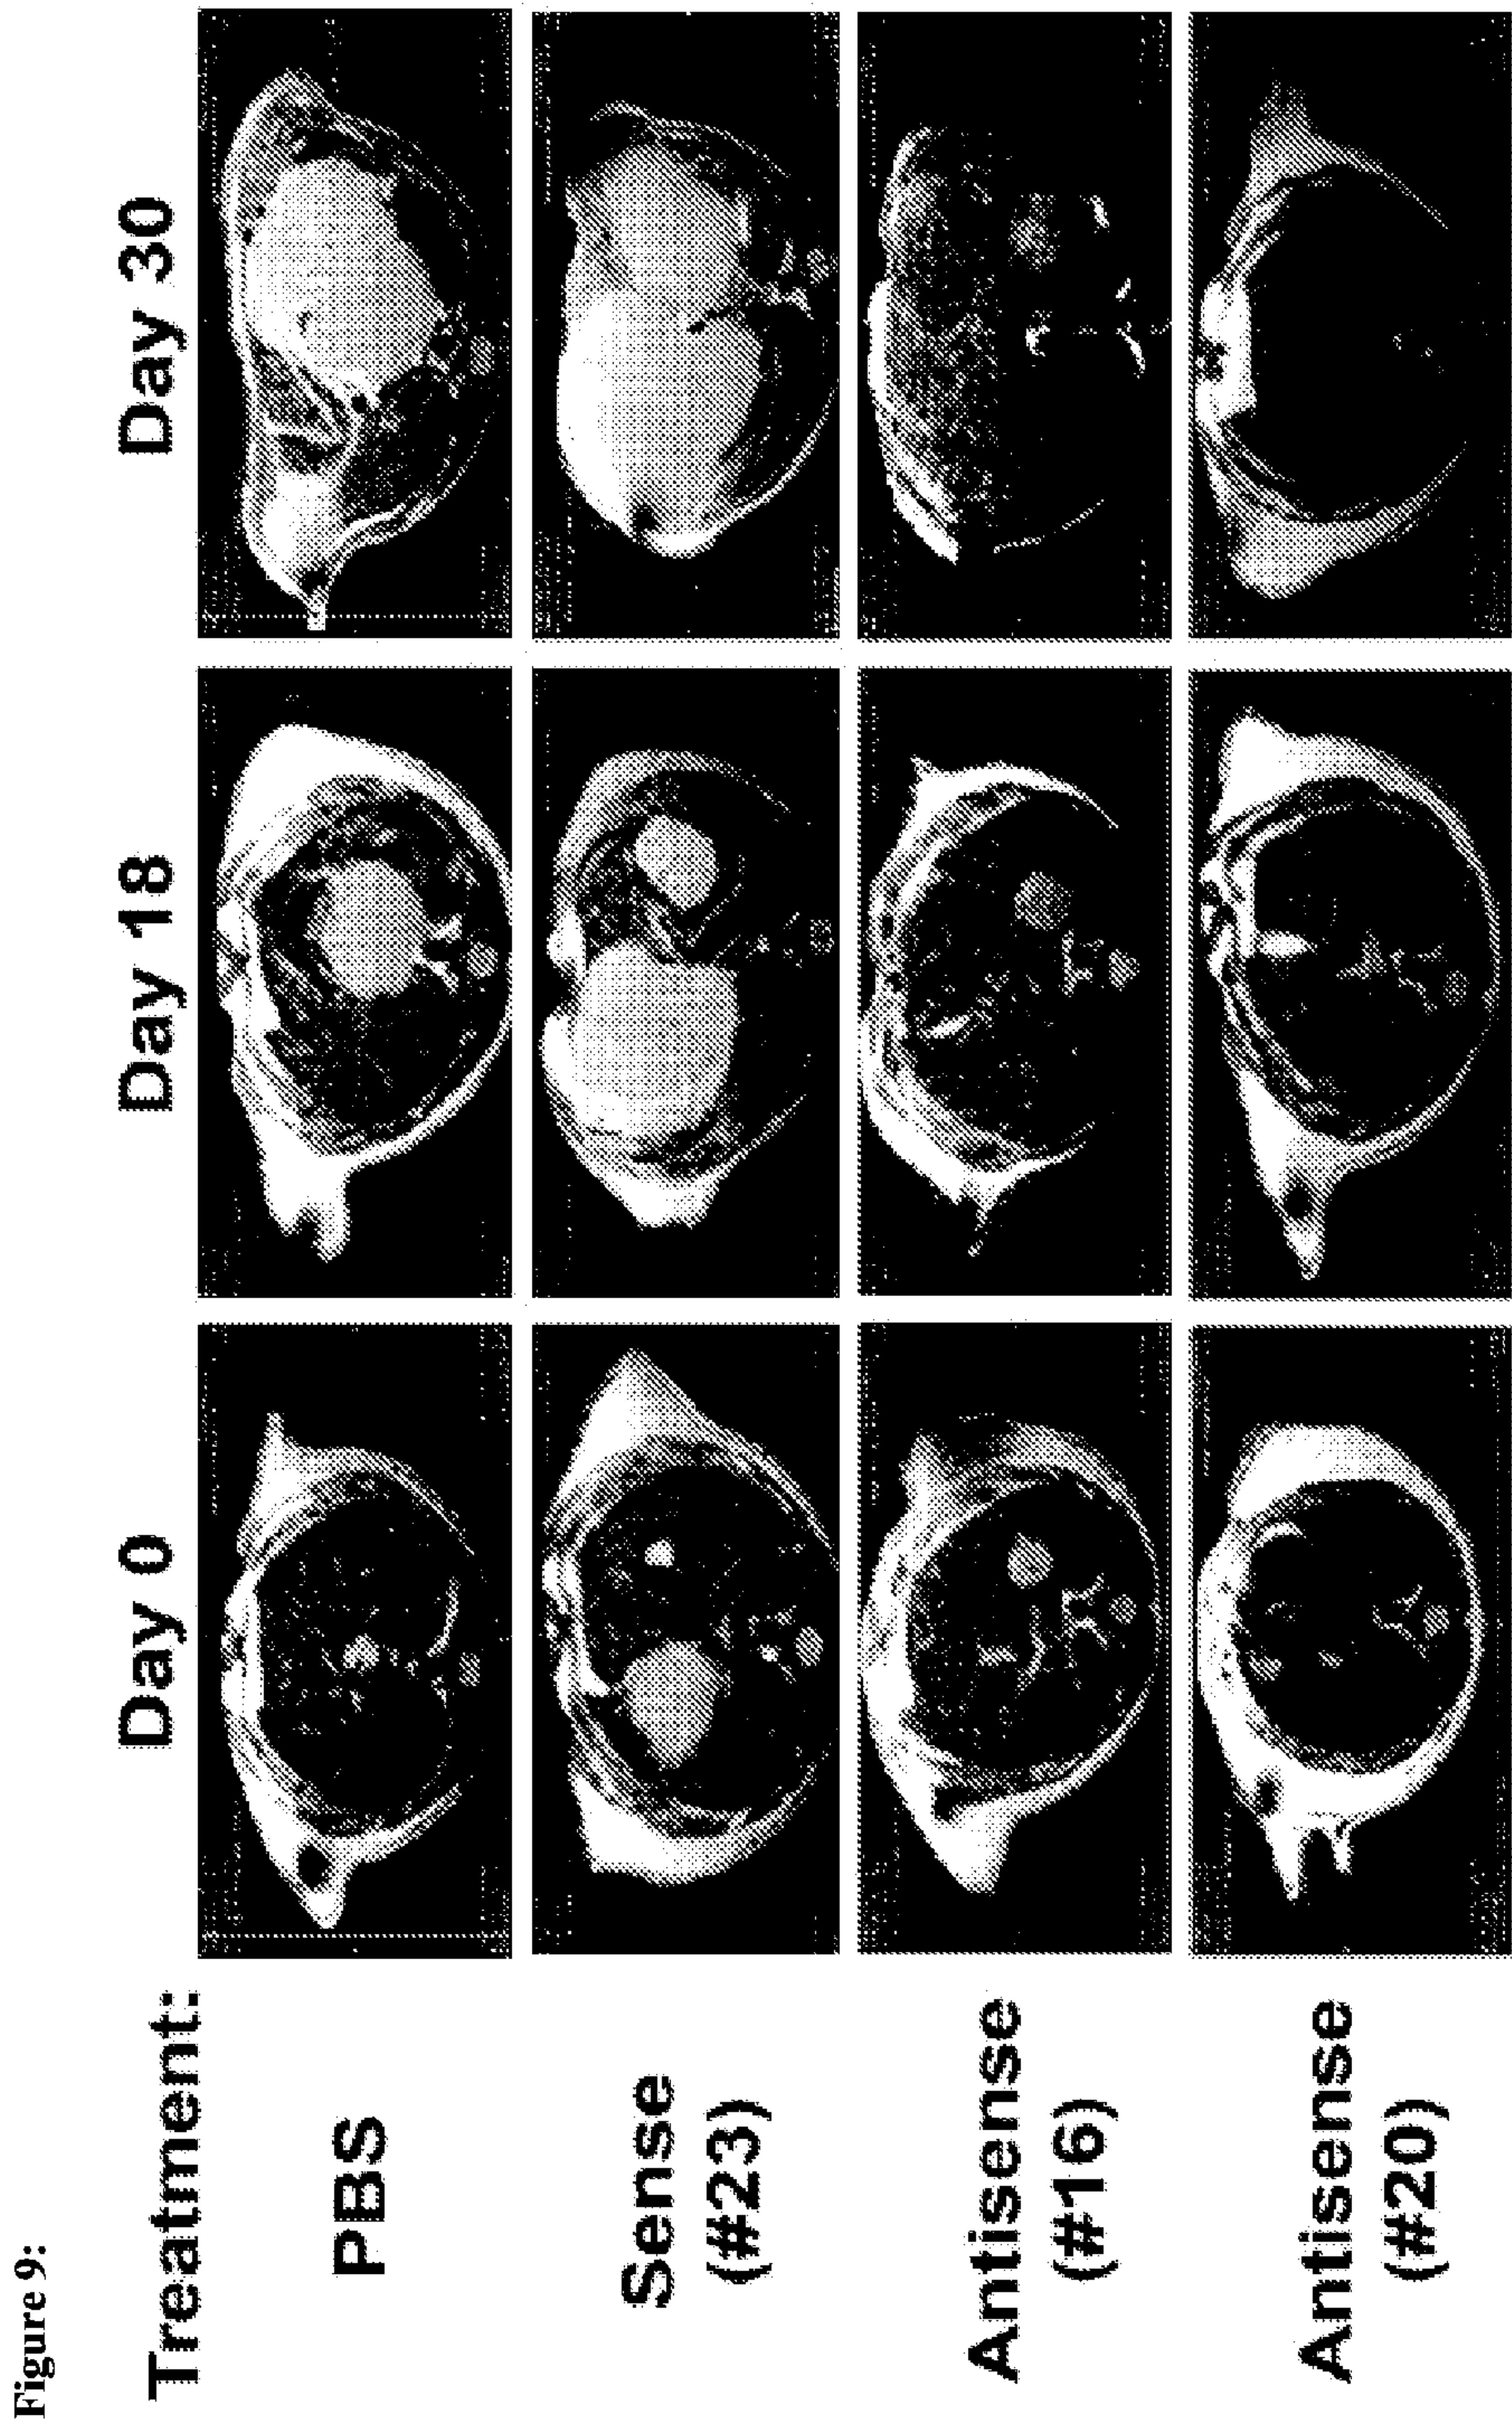 Figure 9:
Treatment:
Day 0
Day 18
Day 30
PBS
Sense
(#23)
Antisense
(#16)
Antisense
(#20)